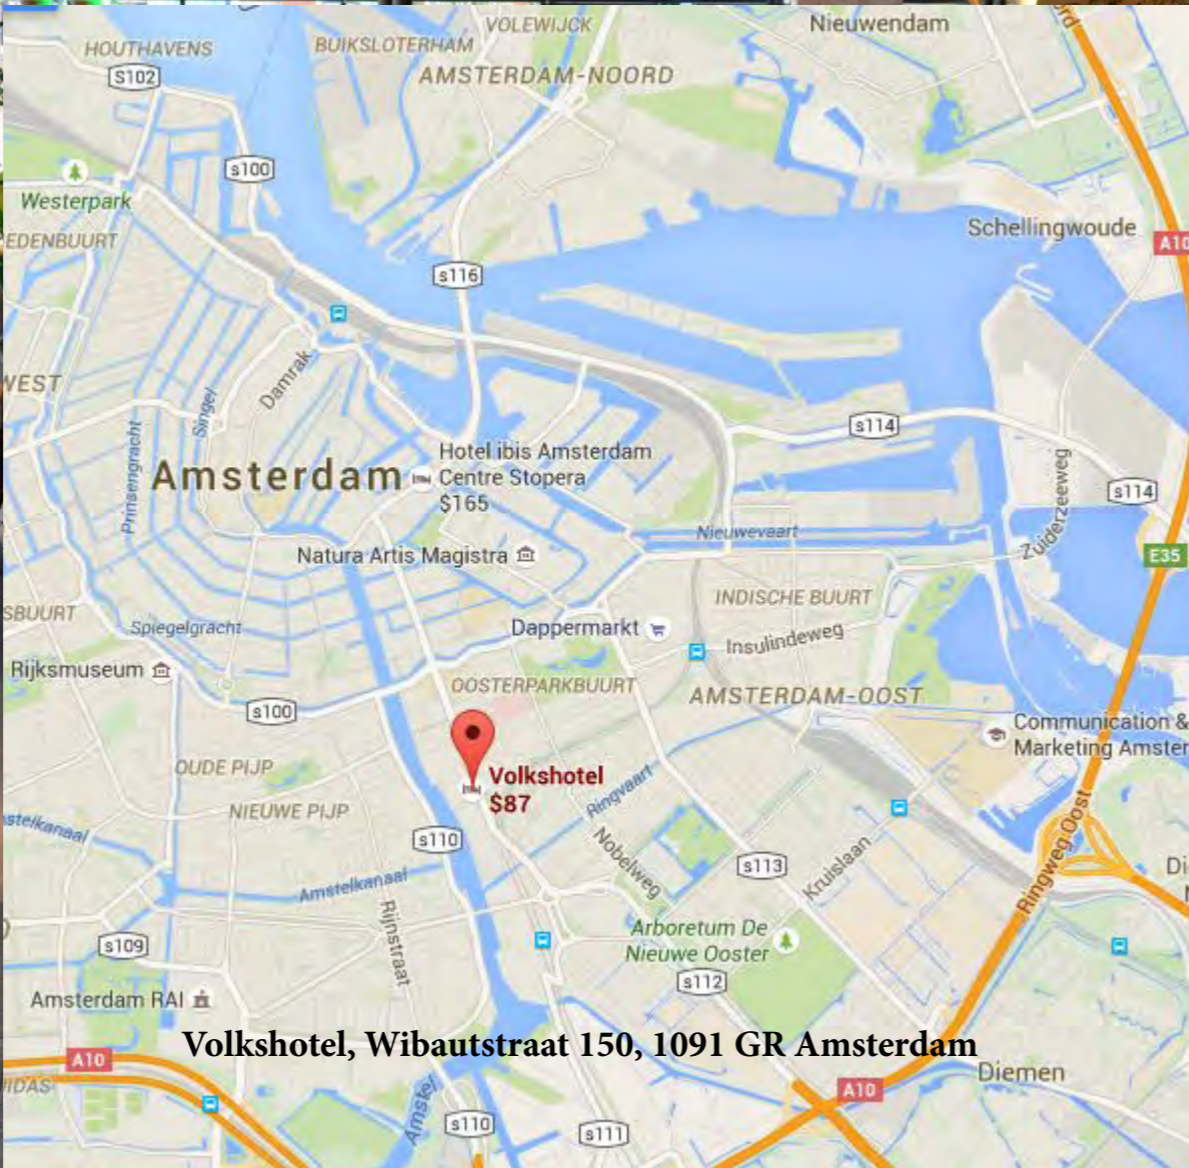 VOLEWIJCK
Nieuwendam
HOUTHAVENS
BUIKSLOTERHAM
S102
AMSTERDAM-NOORD
s100
Westerpark
EDENBUURT
Schellingwoude
A10
s116
WEST
Damrak
Singel
Prinsengracht
s114
Hotel ibis Amsterdam
Centre Stopera
$165
Amsterdam
Zuiderzeeweg
s114
Nieuwevaart
Natura Artis Magistra
E35
INDISCHE BUURT
SBUURT
Spiegelgracht
Dappermarkt
Insulindeweg
Rijksmuseum
OOSTERPARKBUURT
AMSTERDAM-OOST
s100
Communication &
Marketing Amster
OUDE PIJP
Volkshotel
$87
Ringvaart
NIEUWE PIJP
stelkanaal
s110
Nobelweg
Ringweg Oost
s113
Kruislaan
Di
Amstelkanaal
Rijnstraat
Arboretum De
Nieuwe Ooster
s109
s112
Amsterdam RAI
Volkshotel, Wibautstraat 150, 1091 GR Amsterdam
A10
Diemen
UIDAS
A10
Amstel
s110
s111